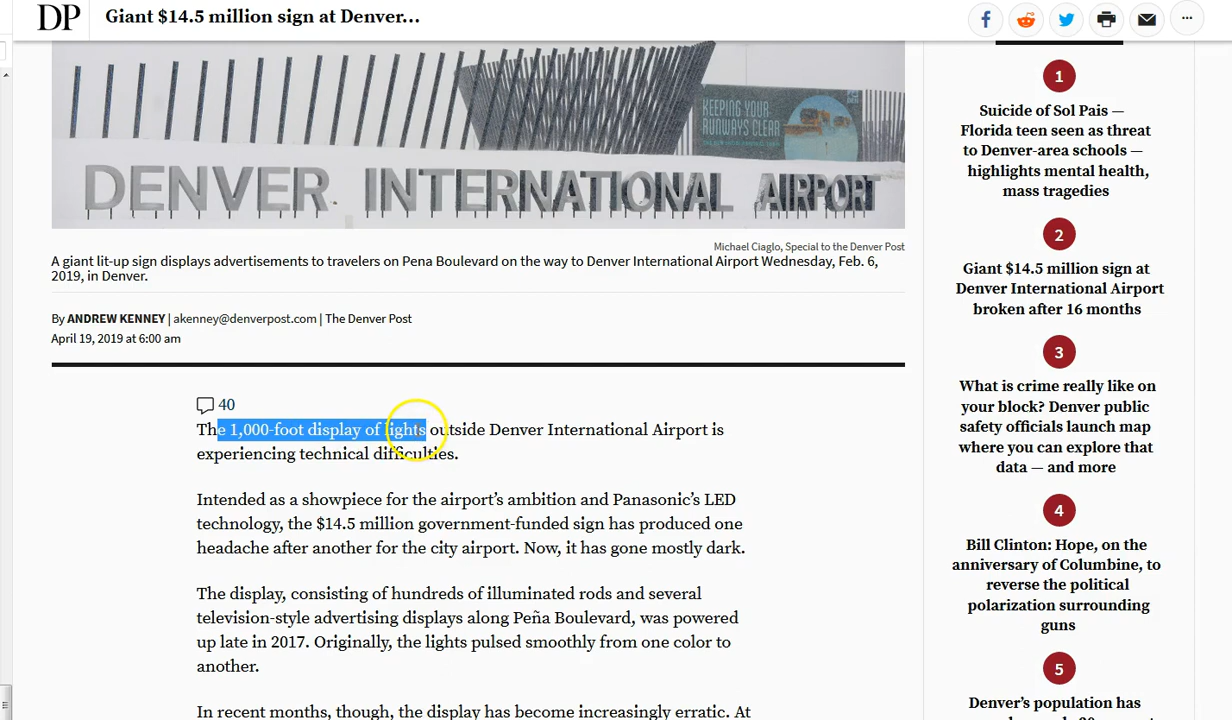 DP
Giant $14.5 million sign at Denver...
f
KEEPING YOUR
RUNWAYS CLEAR
DENVER INTERNATIONAL AIRPORT
Michael Ciaglo, Special to the Denver Post
A giant lit-up sign displays advertisements to travelers on Pena Boulevard on the way to Denver International Airport Wednesday, Feb. 6,
2019, in Denver.
By ANDREW KENNEY | akenney@denverpost.com | The Denver Post
April 19, 2019 at 6:00 am
40
The 1,000-foot display of lights outside Denver International Airport is
experiencing technical difficulties.
Intended as a showpiece for the airport’s ambition and Panasonic’s LED
technology, the $14.5 million government-funded sign has produced one
headache after another for the city airport. Now, it has gone mostly dark.
The display, consisting of hundreds of illuminated rods and several
television-style advertising displays along Peña Boulevard, was powered
up late in 2017. Originally, the lights pulsed smoothly from one color to
another.
In recent months, though, the display has become increasingly erratic. At
1
Suicide of Sol Pais —
Florida teen seen as threat
to Denver-area schools —
highlights mental health,
mass tragedies
2
Giant $14.5 million sign at
Denver International Airport
broken after 16 months
3
What is crime really like on
your block? Denver public
safety officials launch map
where you can explore that
data — and more
4
Bill Clinton: Hope, on the
anniversary of Columbine, to
reverse the political
polarization surrounding
guns
5
Denver’s population has